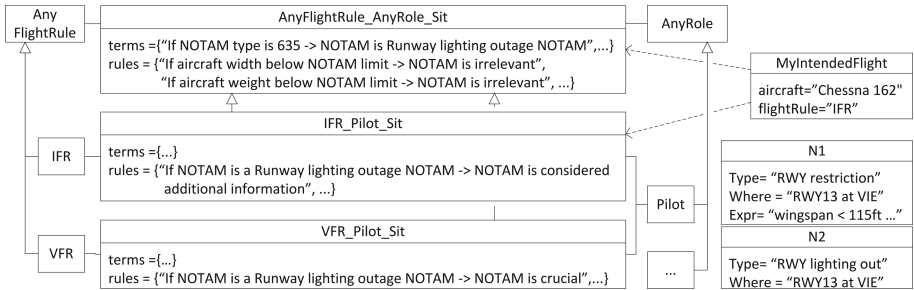 Any
FlightRule
AnyFlightRule_AnyRole_Sit
terms ={“If NOTAM type is 635 -> NOTAM is Runway lighting outage NOTAM”,...}
rules = {“If aircraft width below NOTAM limit -> NOTAM is irrelevant”,
“If aircraft weight below NOTAM limit -> NOTAM is irrelevant”, ...}
AnyRole
MyIntendedFlight
aircraft=”Chessna 162"
flightRule=”IFR”
IFR
IFR_Pilot_Sit
terms ={...}
rules = {“If NOTAM is a Runway lighting outage NOTAM -> NOTAM is considered
additional information”, ...}
VFR
VFR_Pilot_Sit
terms ={...}
rules = {“If NOTAM is a Runway lighting outage NOTAM -> NOTAM is crucial”,...}
Pilot
...
N1
Type= “RWY restriction”
Where = “RWY13 at VIE”
Expr= “wingspan < 115ft ...”
N2
Type= “RWY lighting out”
Where = “RWY13 at VIE”